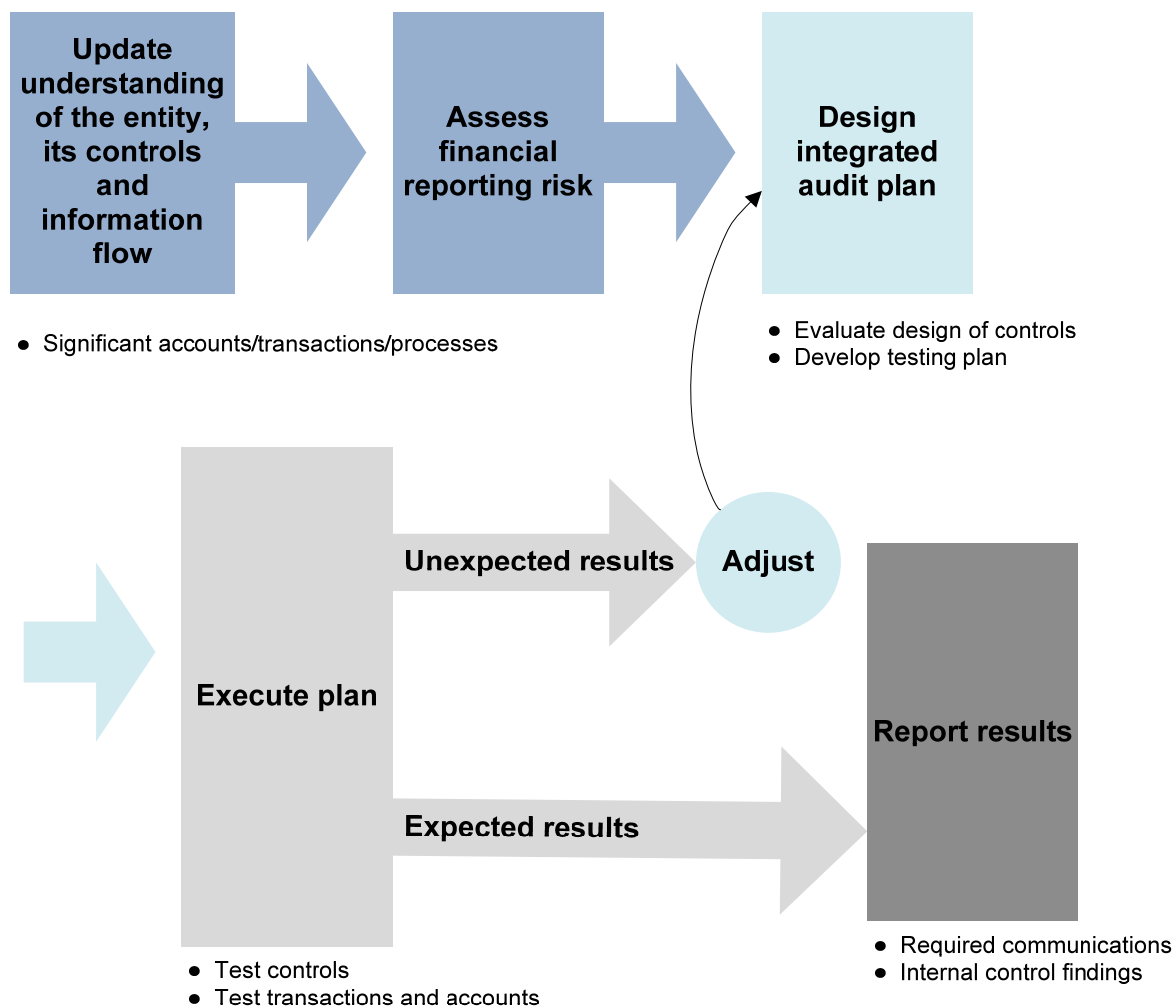 Update
understanding
of the entity,
its controls
and
information
flow
Assess
financial
reporting risk
Design
integrated
audit plan
● Significant accounts/transactions/processes
● Evaluate design of controls
● Develop testing plan
Unexpected results
Adjust
Execute plan
Report results
Expected results
● Test controls
● Test transactions and accounts
● Required communications
● Internal control findings